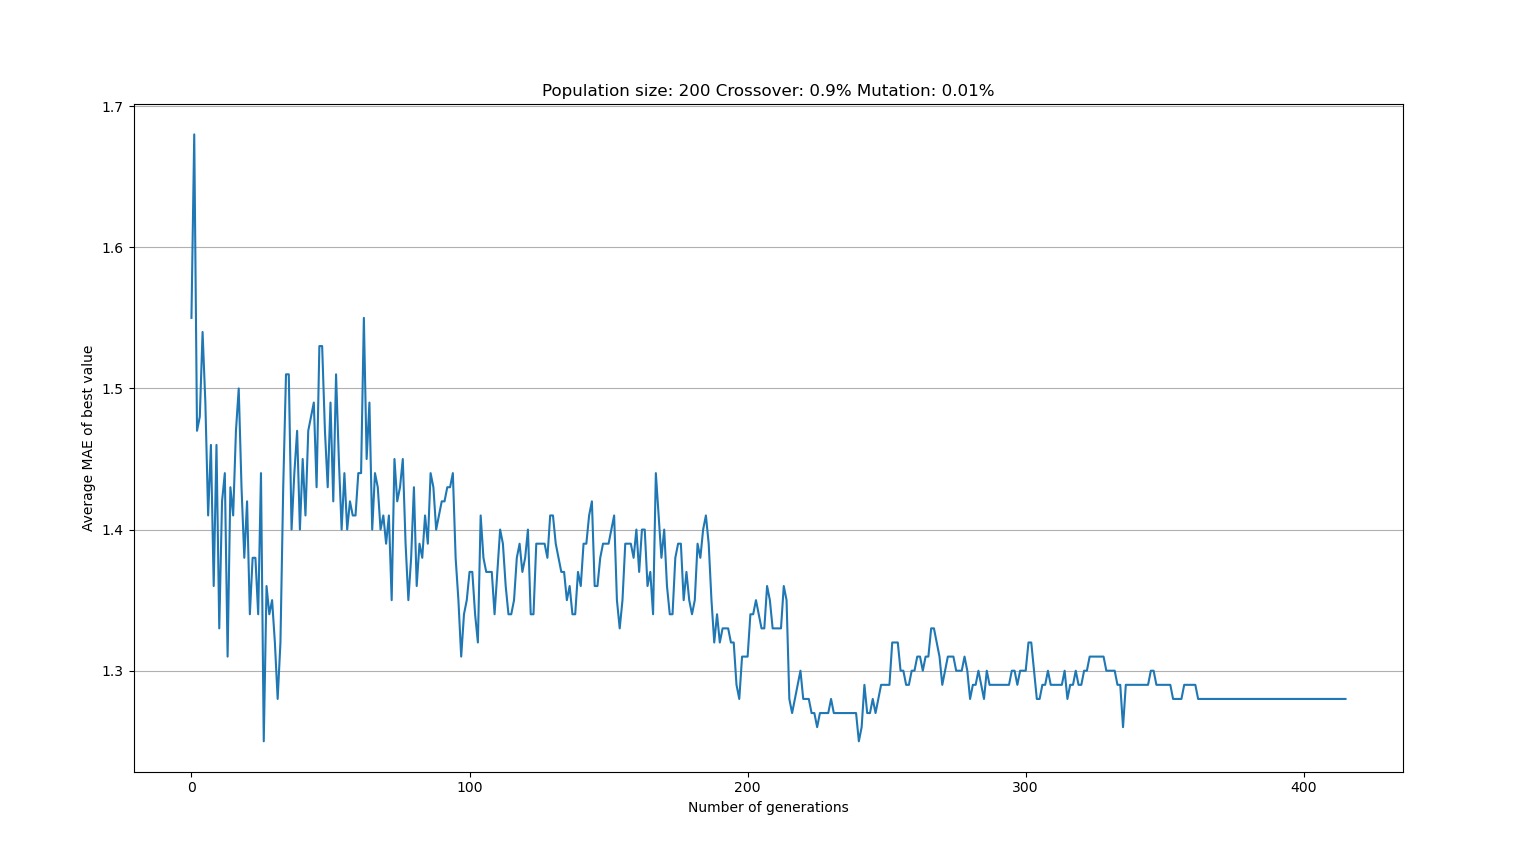 Population size: 200 Crossover: 0.9% Mutation: 0.01%
1.7
1.6
1.5
1.4
1.3
Average MAE of best value
0 100 200 300 400
Number of generations